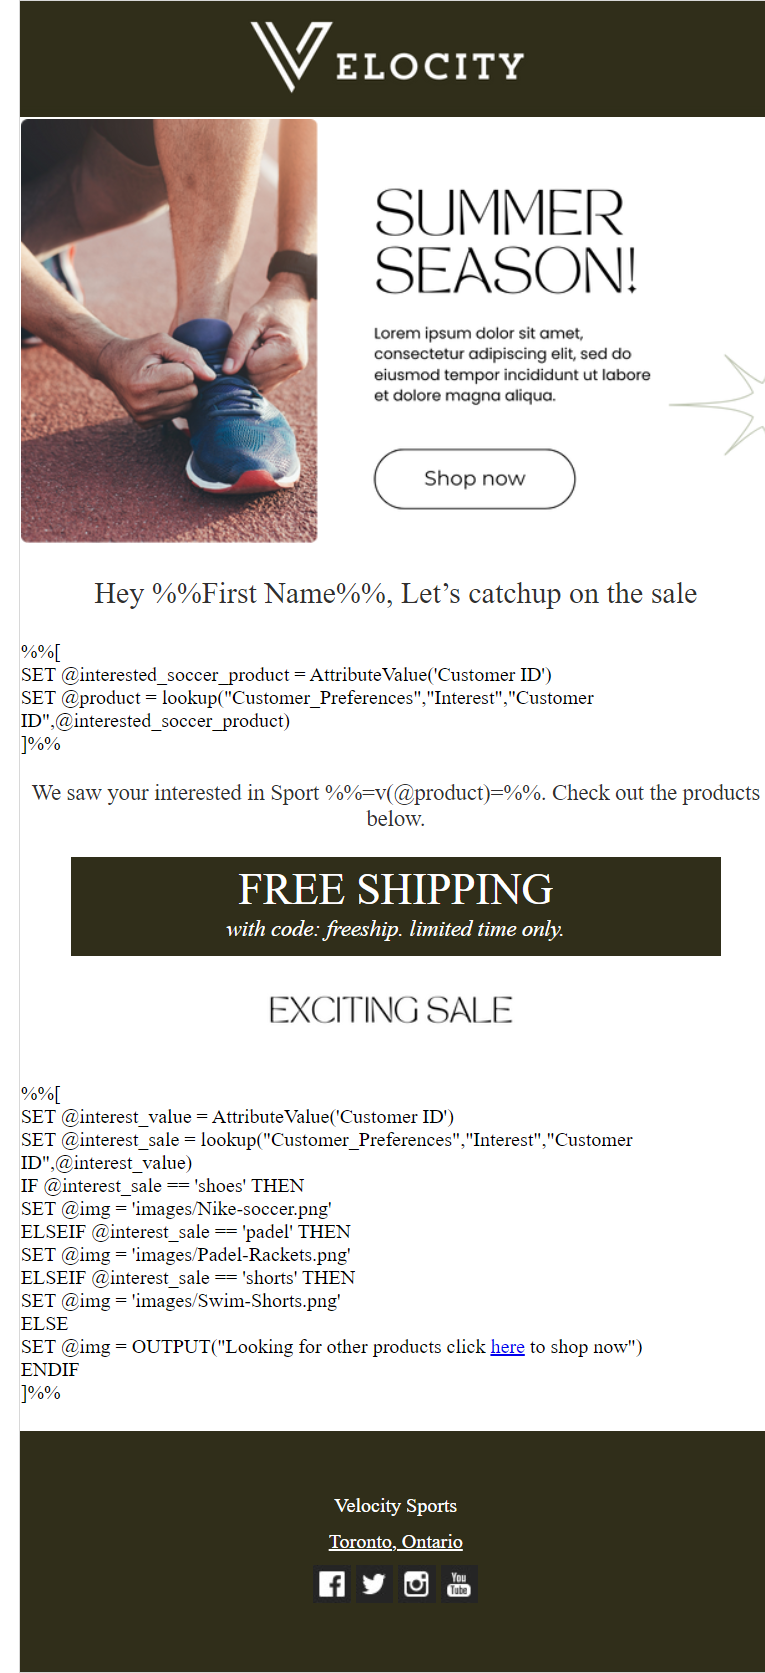 VELOCITY
SUMMER
SEASON!
Lorem ipsum dolor sit amet,
consectetur adipiscing elit, sed do
eiusmod tempor incididunt ut labore
et dolore magna aliqua.
Shop now
Hey %%First Name%%, Let’s catchup on the sale
%%[
SET @interested_soccer_product = AttributeValue('Customer ID')
SET @product = lookup("Customer_Preferences","Interest","Customer
ID",@interested_soccer_product)
]%%
We saw your interested in Sport %%=v(@product)=%%. Check out the products
below.
FREE SHIPPING
with code: freeship. limited time only.
EXCITING SALE
%%[
SET @interest_value = AttributeValue('Customer ID')
SET @interest_sale = lookup("Customer_Preferences","Interest","Customer
ID",@interest_value)
IF @interest_sale == 'shoes' THEN
SET @img = 'images/Nike-soccer.png'
ELSEIF @interest_sale == 'padel' THEN
SET @img = 'images/Padel-Rackets.png'
ELSEIF @interest_sale == 'shorts' THEN
SET @img = 'images/Swim-Shorts.png'
ELSE
SET @img = OUTPUT("Looking for other products click here to shop now")
ENDIF
]%%
Velocity Sports
Toronto, Ontario
You
Tube